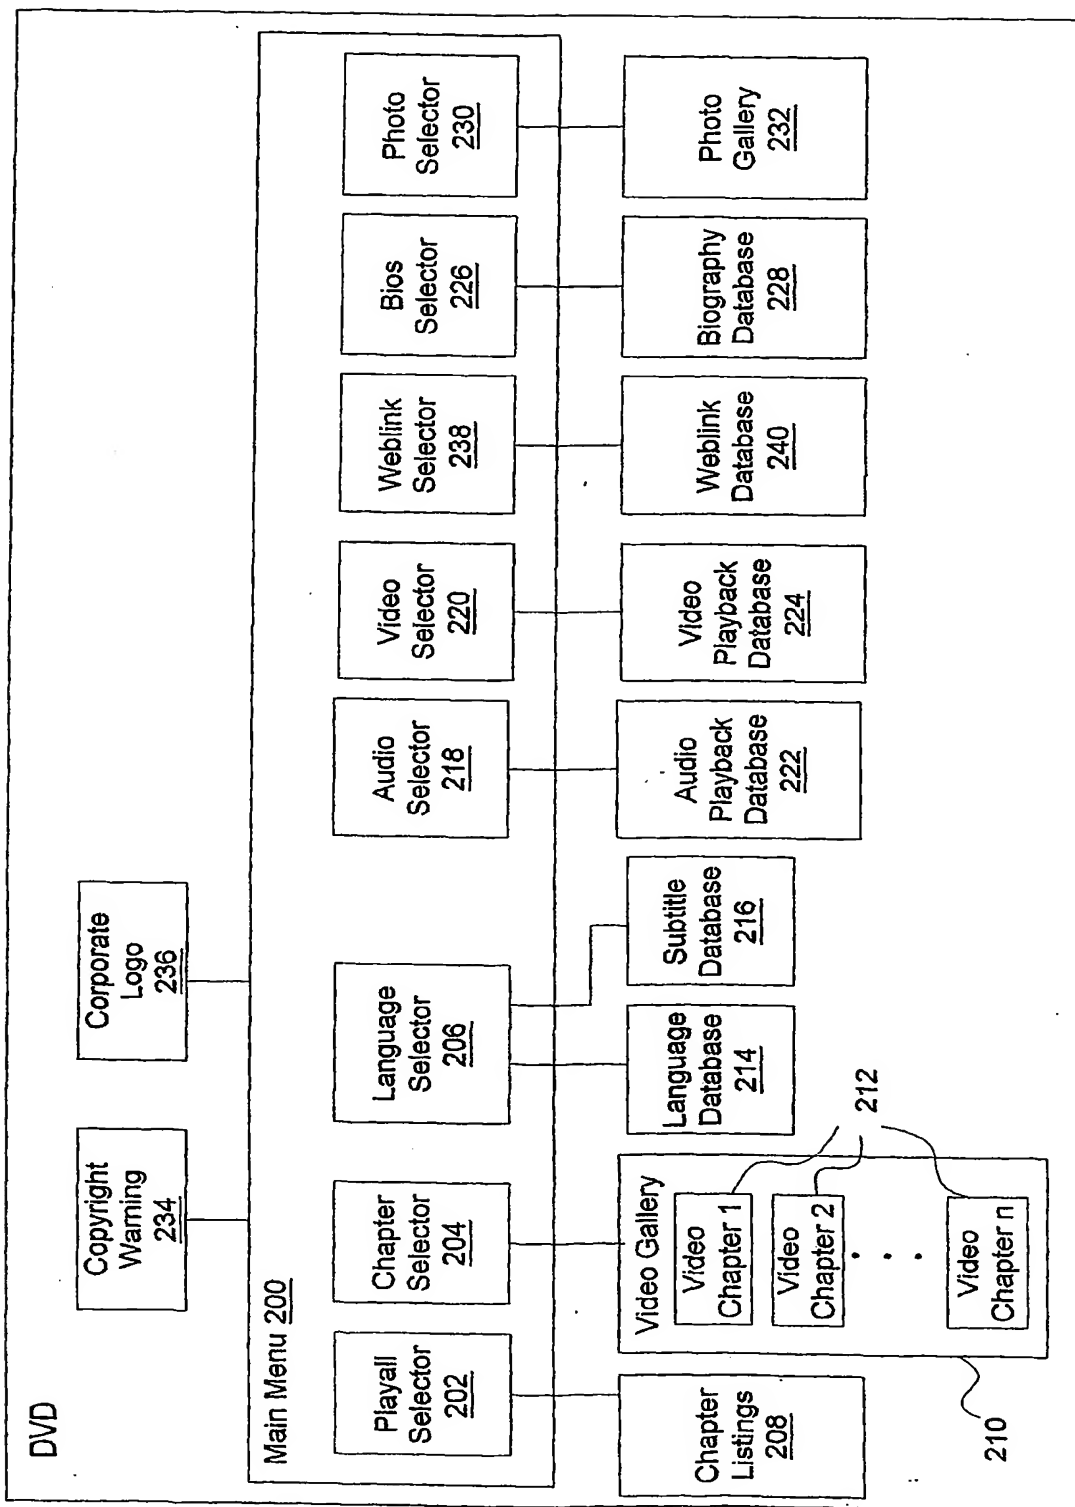 DVD
Copyright
Warning
234
Corporate
Logo
236
Main Menu 200
Playall
Selector
202
Chapter
Selector
204
Language
Selector
206
Audio
Selector
218
Video
Selector
220
Weblink
Selector
238
Bios
Selector
226
Photo
Selector
230
Chapter
Listings
208
Video Gallery
Video
Chapter 1
Video
Chapter 2
Video
Chapter n
210
212
Language
Database
214
Subtitle
Database
216
Audio
Playback
Database
222
Video
Playback
Database
224
Weblink
Database
240
Biography
Database
228
Photo
Gallery
232